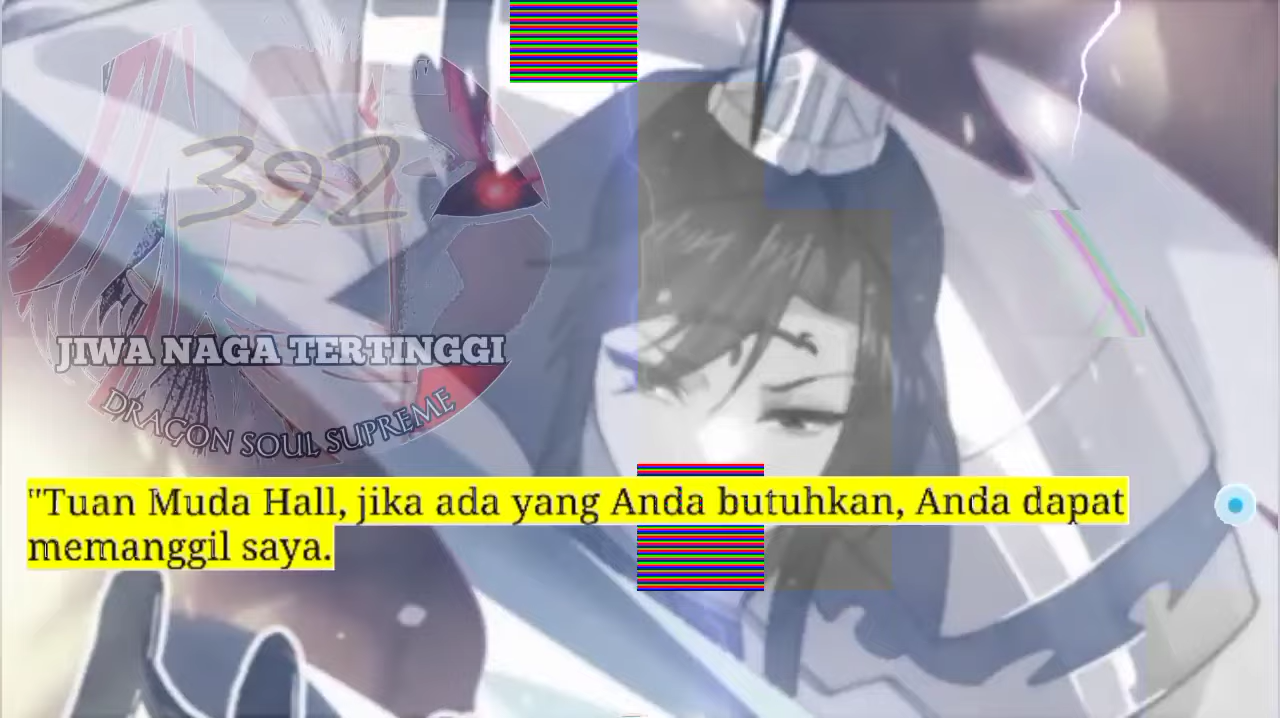 392
JIWA NAGA TERTINGGI
DRAGON SOUL SUPREME
"Tuan Muda Hall, jika ada yang Anda butuhkan, Anda dapat
memanggil saya.